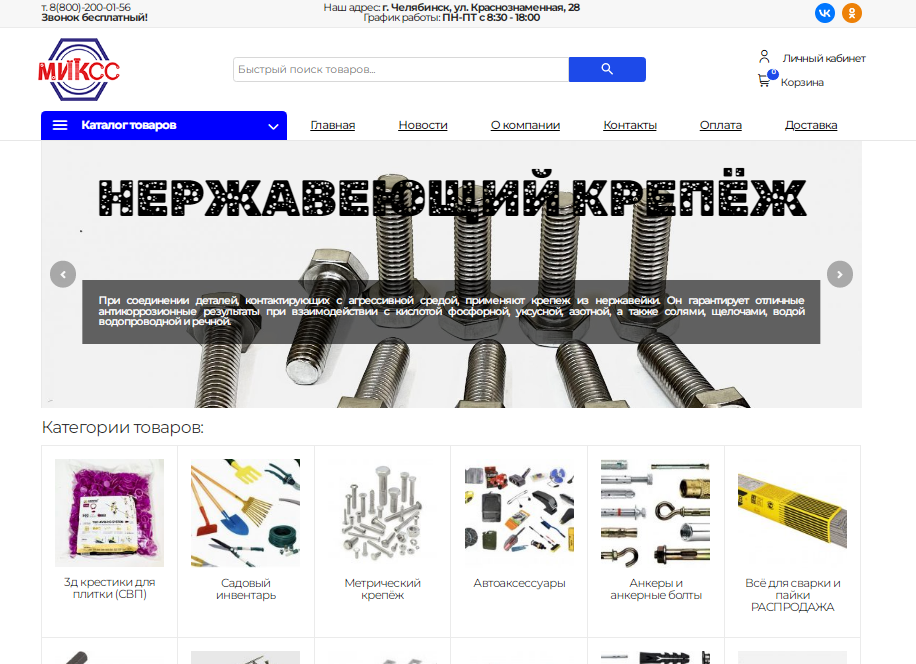 т. 8(800)-200-01-56
Звонок бесплатный!
Наш адрес: г. Челябинск, ул. Краснознаменная, 28
График работы: ПН-ПТ с 8:30 - 18:00
МИКСС
Быстрый поиск товаров...
Личный кабинет
0
Корзина
Каталог товаров
Главная
Новости
О компании
Контакты
Оплата
Доставка
НЕРЖАВЕЮЩИЙ КРЕПЁЖ
При соединении деталей, контактирующих с агрессивной средой, применяют крепеж из нержавейки. Он гарантирует отличные
антикоррозионные результаты при взаимодействии с кислотой фосфорной, уксусной, азотной, а также солями, щелочами, водой
водопроводной и речной.
Категории товаров:
3д крестики для
плитки (СВП)
Садовый
инвентарь
Метрический
крепёж
Автоаксессуары
Анкеры и
анкерные болты
Всё для сварки и
пайки
РАСПРОДАЖА